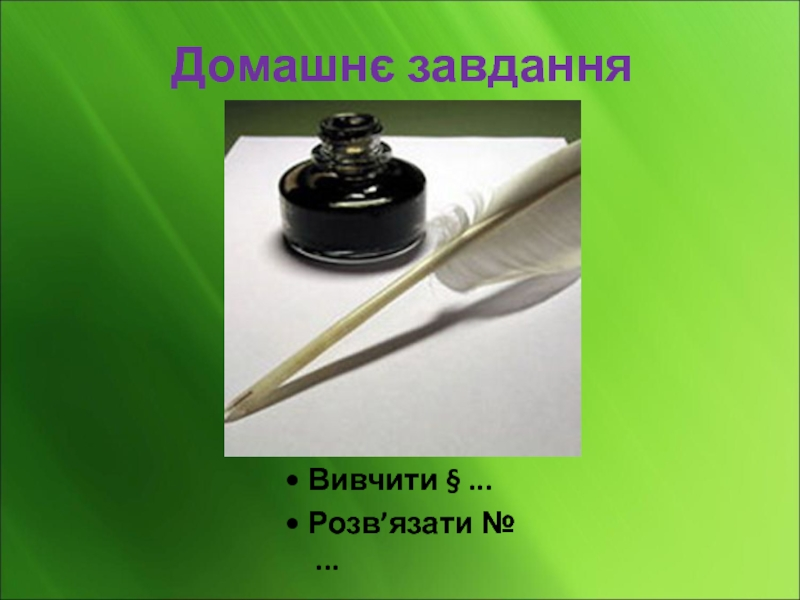 Домашнє завдання
• Вивчити § ...
• Розв’язати №
...